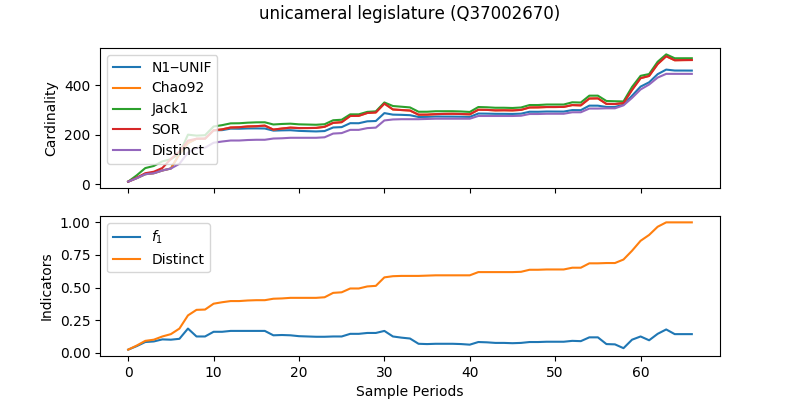 unicameral legislature (Q37002670)
Cardinality
400
200
0
N1‒UNIF
Chao92
Jack1
SOR
Distinct
Indicators
1.00
0.75
0.50
0.25
0.00
f1
Distinct
0 10 20 30 40 50 60
Sample Periods